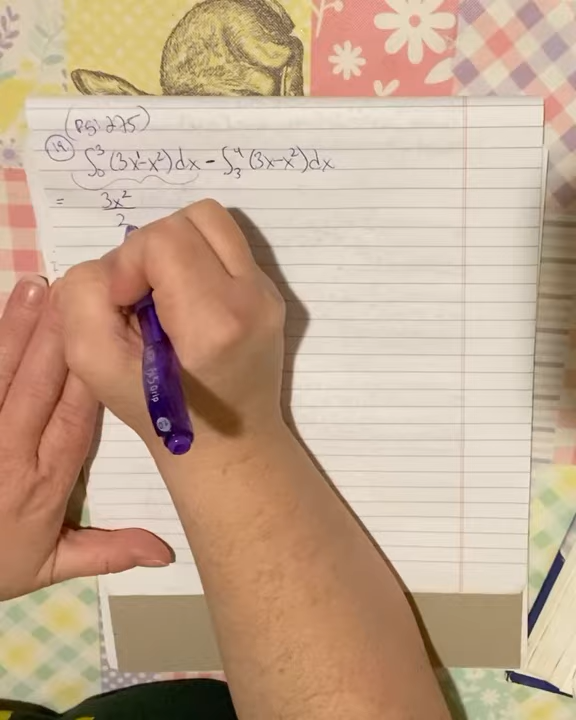 (pg: 275)
19 ∫₀³ (3x¹-x²)dx - ∫₃⁴ (3x-x²)dx
= 3x²/2